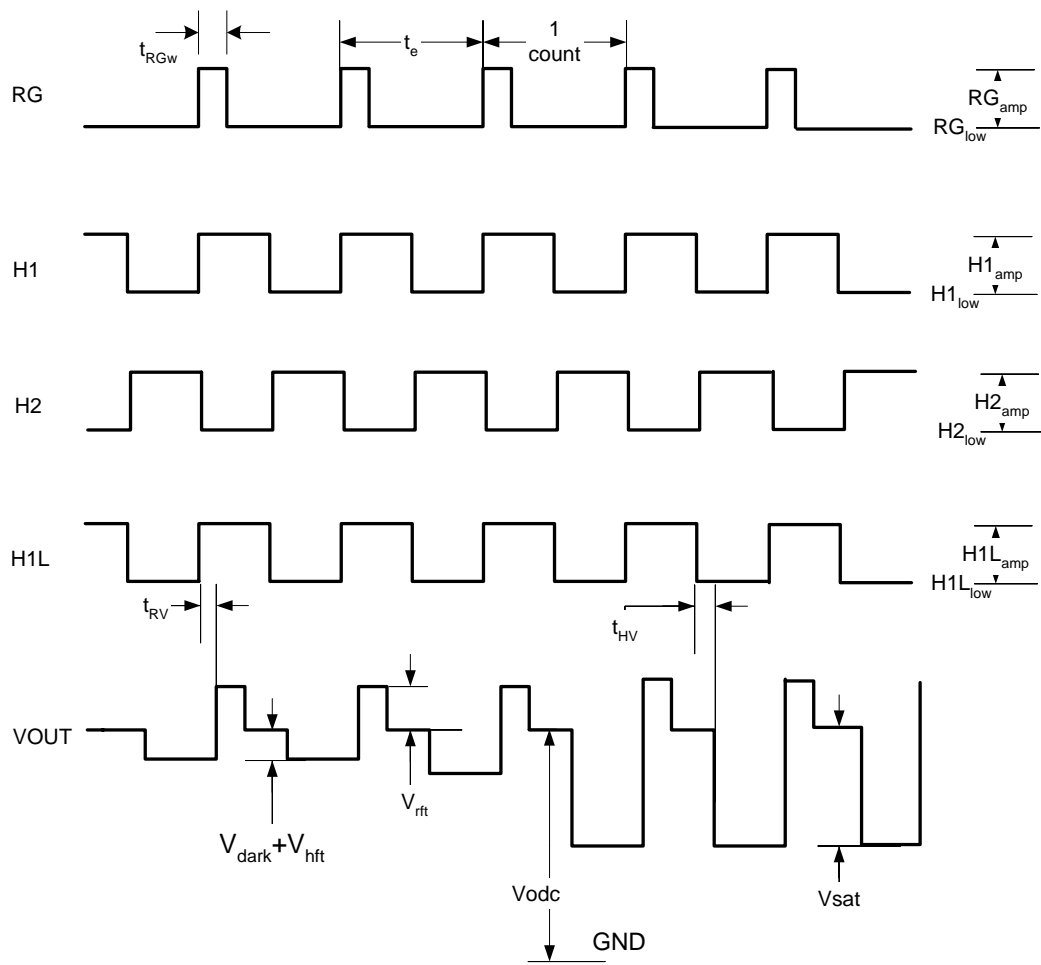 t_RGw
t_e
1
count
RG
RG_amp
RG_low
H1
H1_amp
H1_low
H2
H2_amp
H2_low
H1L
H1L_amp
H1L_low
t_RV
t_HV
VOUT
V_rft
V_dark+V_hft
Vodc
Vsat
GND